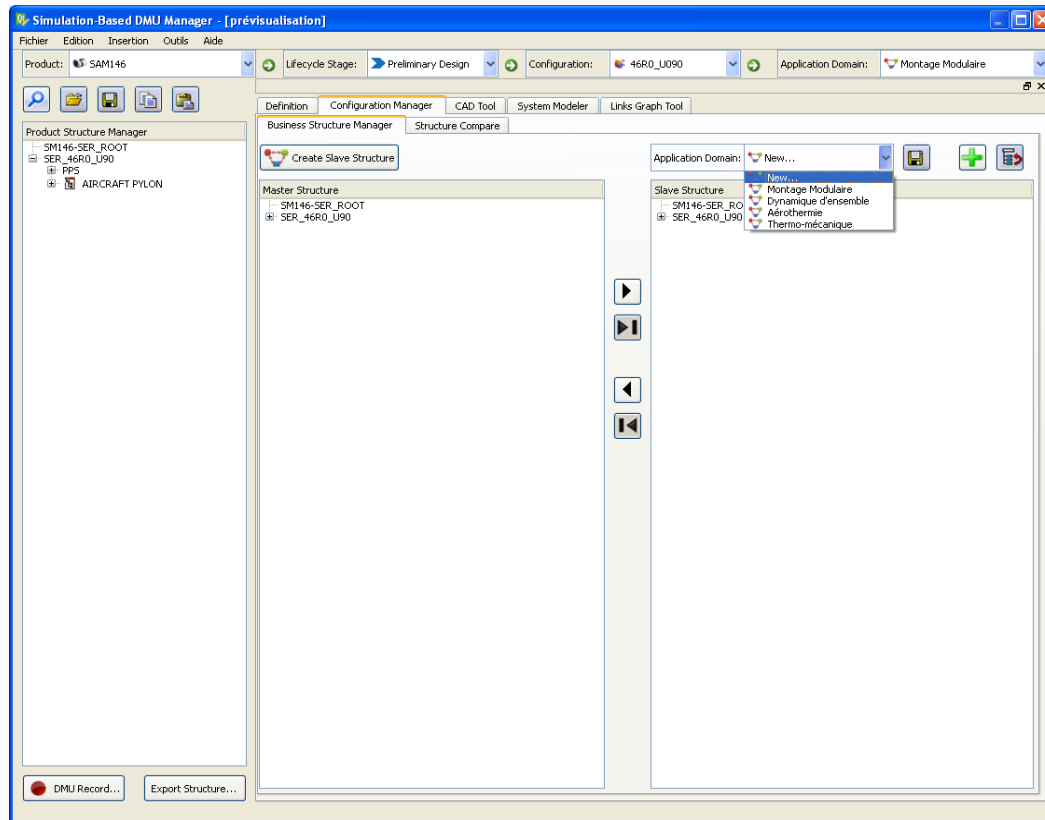 Simulation-Based DMU Manager - [prévisualisation]
Fichier Edition Insertion Outils Aide
Product: SAM146 Lifecycle Stage: Preliminary Design Configuration: 46R0_U090 Application Domain: Montage Modulaire
Definition Configuration Manager CAD Tool System Modeler Links Graph Tool
Product Structure Manager
SM146-SER_ROOT
SER_46R0_U90
PPS
AIRCRAFT PYLON
Business Structure Manager Structure Compare
Create Slave Structure
Application Domain: New...
New...
Montage Modulaire
Dynamique d'ensemble
Aérothermie
Thermo-mécanique
Master Structure
SM146-SER_ROOT
SER_46R0_U90
Slave Structure
SM146-SER_RO
SER_46R0_U90
DMU Record... Export Structure...